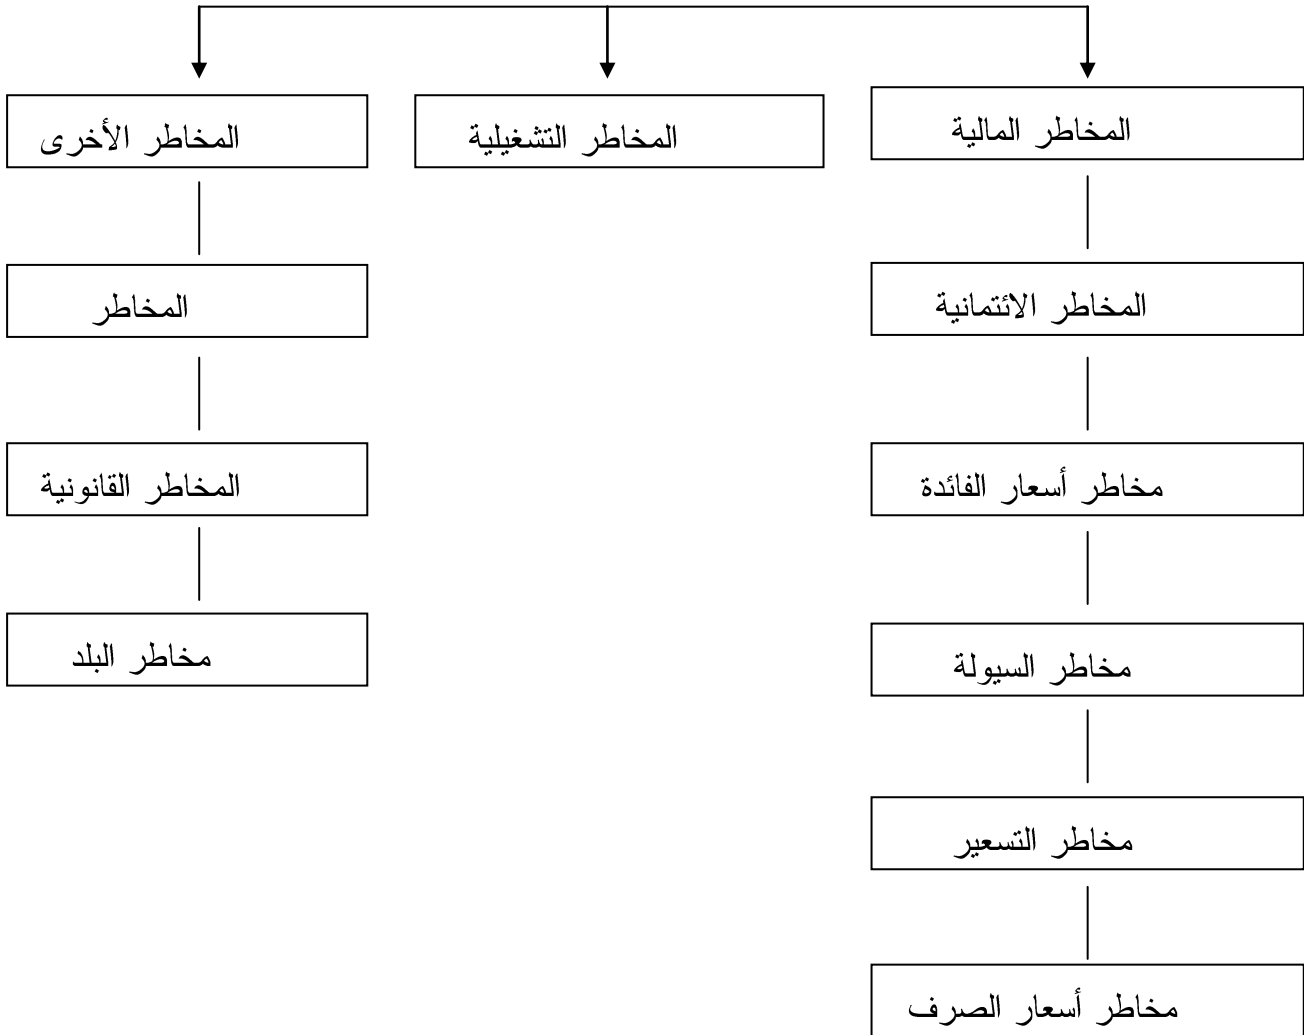 المخاطر المالية
المخاطر التشغيلية
المخاطر الأخرى
المخاطر الائتمانية
المخاطر
مخاطر أسعار الفائدة
المخاطر القانونية
مخاطر السيولة
مخاطر البلد
مخاطر التسعير
مخاطر أسعار الصرف